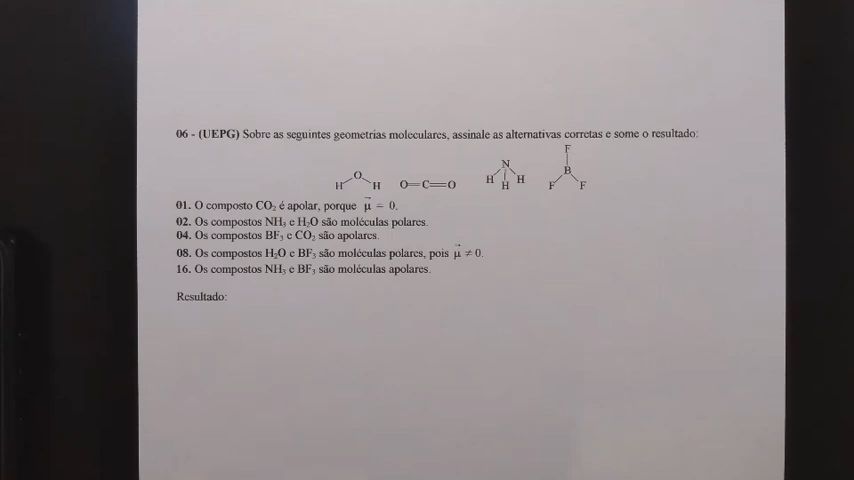 06 - (UEPG) Sobre as seguintes geometrias moleculares, assinale as alternativas corretas e some o resultado:
F
O O=C=O N B
H H H H H F F
01. O composto CO₂ é apolar, porque μ⃗ = 0.
02. Os compostos NH₃ e H₂O são moléculas polares.
04. Os compostos BF₃ e CO₂ são apolares.
08. Os compostos H₂O e BF₃ são moléculas polares, pois μ⃗ ≠ 0.
16. Os compostos NH₃ e BF₃ são moléculas apolares.
Resultado: